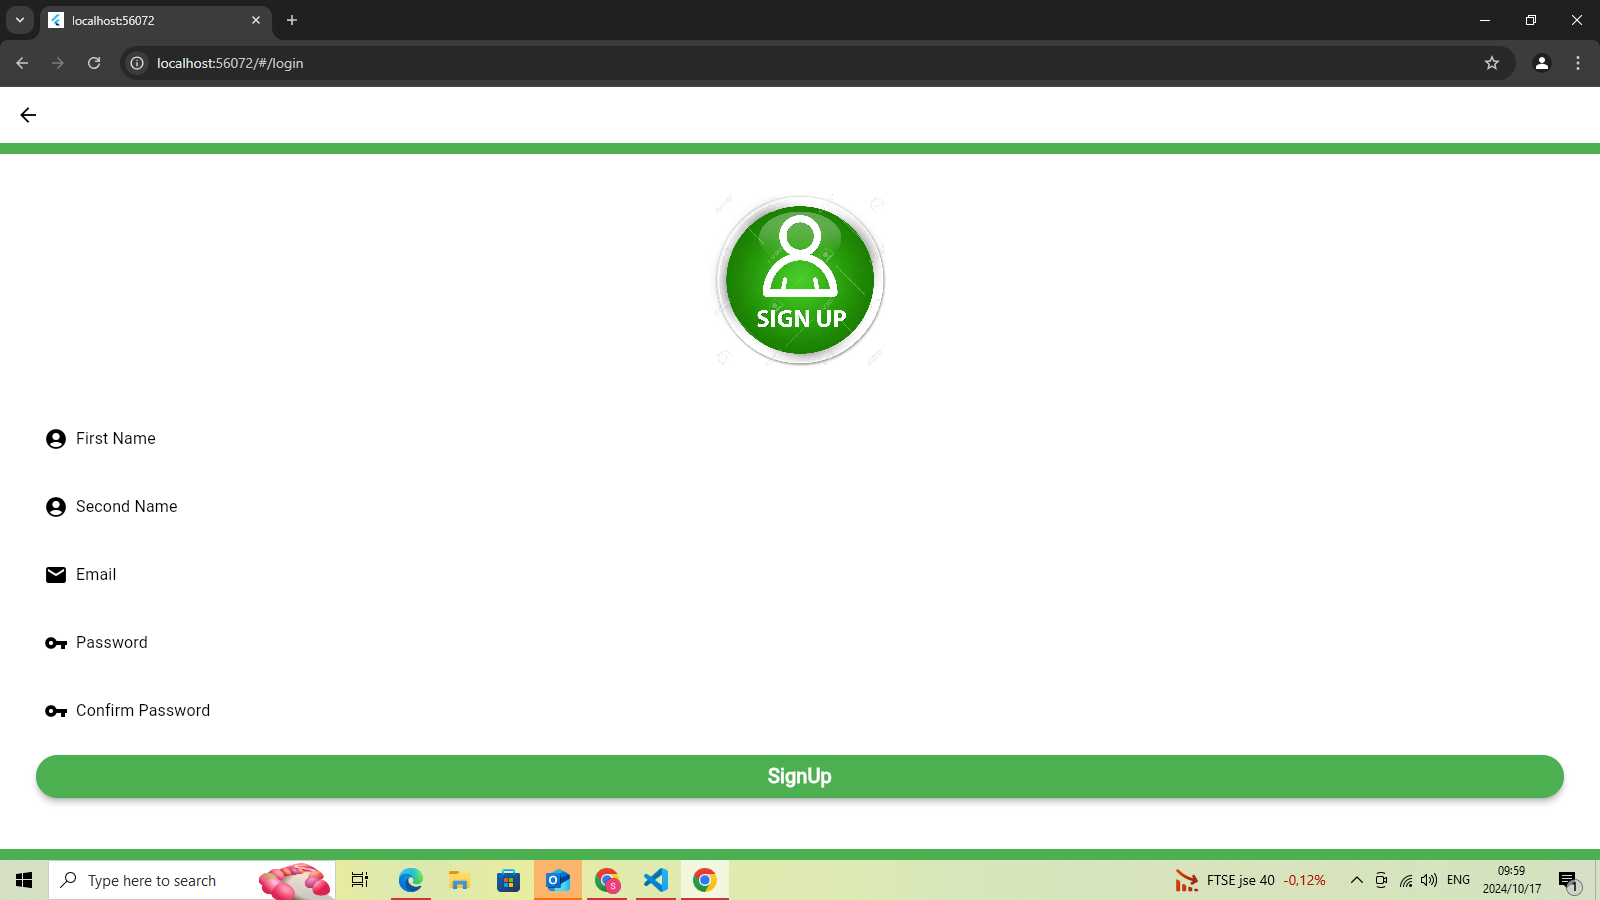 localhost:56072
localhost:56072/#/login
SIGN UP
First Name
Second Name
Email
Password
Confirm Password
SignUp
Type here to search
FTSE jse 40 -0,12%
ENG
09:59
2024/10/17
1
S